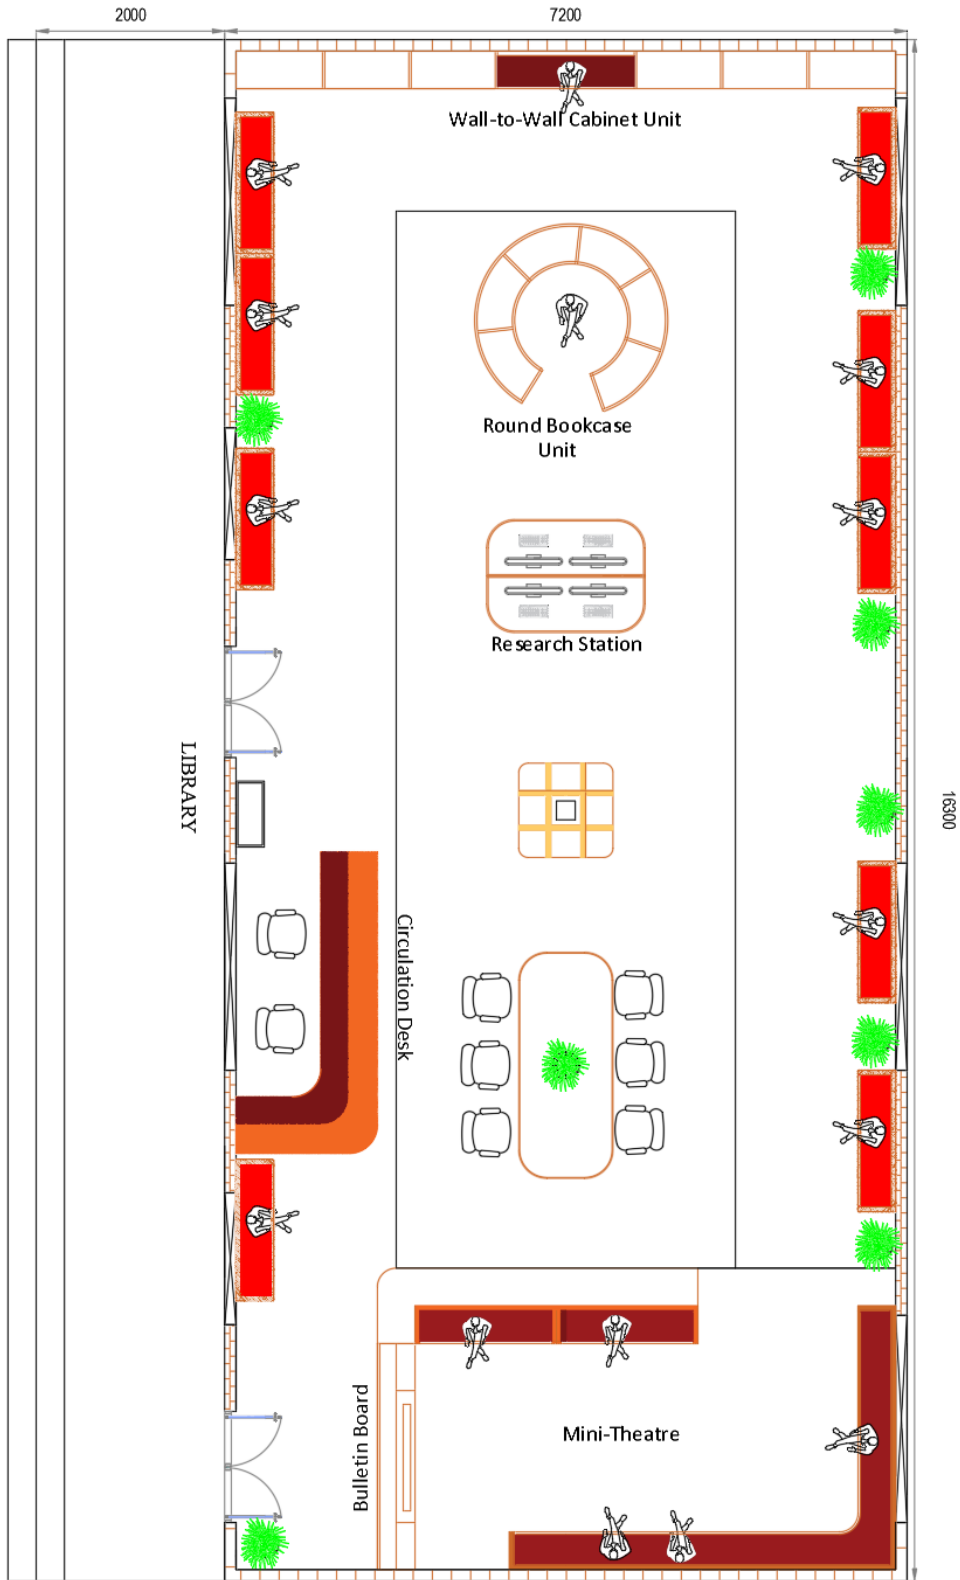 2000
7200
Wall-to-Wall Cabinet Unit
Round Bookcase
Unit
Research Station
LIBRARY
16300
Circulation Desk
Bulletin Board
Mini-Theatre